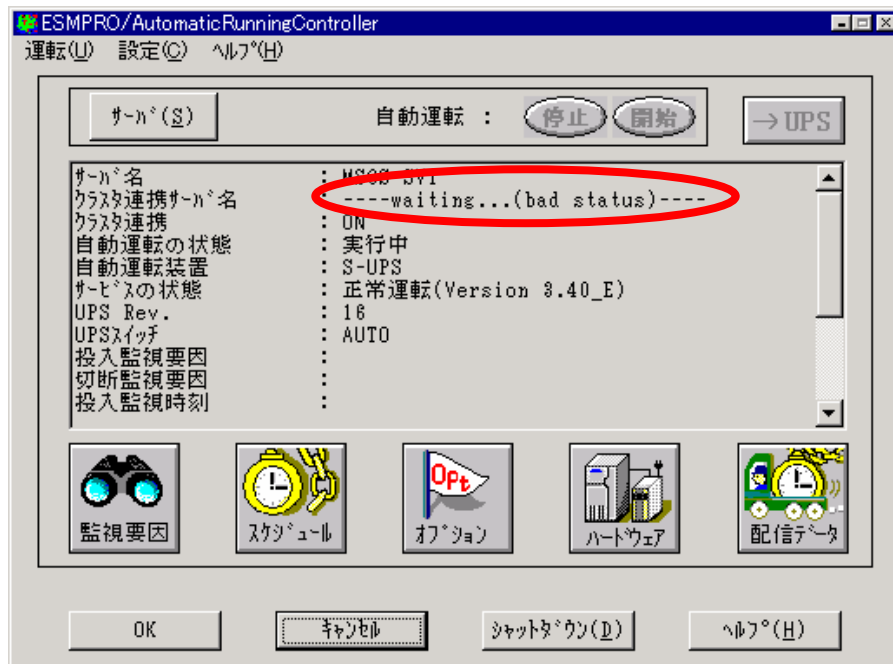 ESMPRO/AutomaticRunningController
運転(U) 設定(C) ﾍﾙﾌﾟ(H)
ｻｰﾊﾞ(S) 自動運転 : 停止 開始 →UPS
ｻｰﾊﾞ名 : MSCS-SV1
ｸﾗｽﾀ連携ｻｰﾊﾞ名 : ----waiting...(bad status)----
ｸﾗｽﾀ連携 : ON
自動運転の状態 : 実行中
自動運転装置 : S-UPS
ｻｰﾋﾞｽの状態 : 正常運転(Version 3.40_E)
UPS Rev. : 16
UPSｽｲｯﾁ : AUTO
投入監視要因 :
切断監視要因 :
投入監視時刻 :
Opt
監視要因 ｽｹｼﾞｭｰﾙ ｵﾌﾟｼｮﾝ ﾊｰﾄﾞｳｪｱ 配信ﾃﾞｰﾀ
OK ｷｬﾝｾﾙ ｼｬｯﾄﾀﾞｳﾝ(D) ﾍﾙﾌﾟ(H)